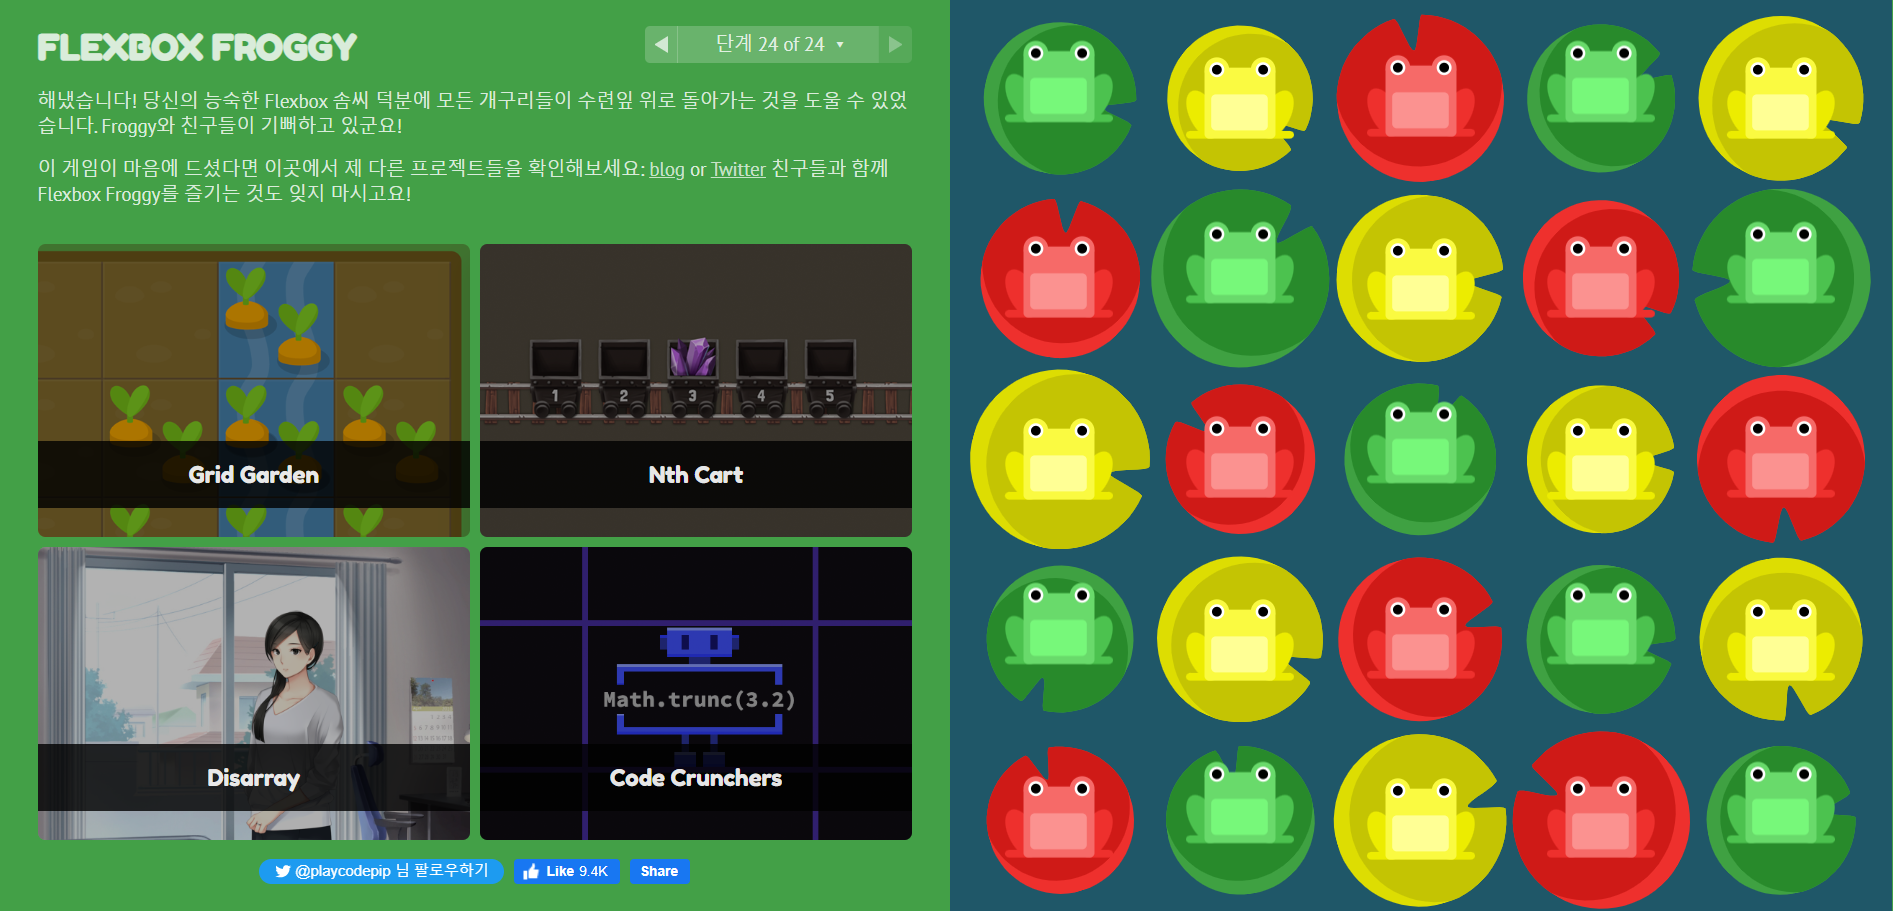 FLEXBOX FROGGY
단계 24 of 24
해냈습니다! 당신의 능숙한 Flexbox 솜씨 덕분에 모든 개구리들이 수련잎 위로 돌아가는 것을 도울 수 있었
습니다. Froggy와 친구들이 기뻐하고 있군요!
이 게임이 마음에 드셨다면 이곳에서 제 다른 프로젝트들을 확인해보세요: blog or Twitter 친구들과 함께
Flexbox Froggy를 즐기는 것도 잊지 마시고요!
Grid Garden
1 2 3 4 5
Nth Cart
Disarray
Math.trunc(3.2)
Code Crunchers
@playcodepip 님 팔로우하기
Like 9.4K
Share